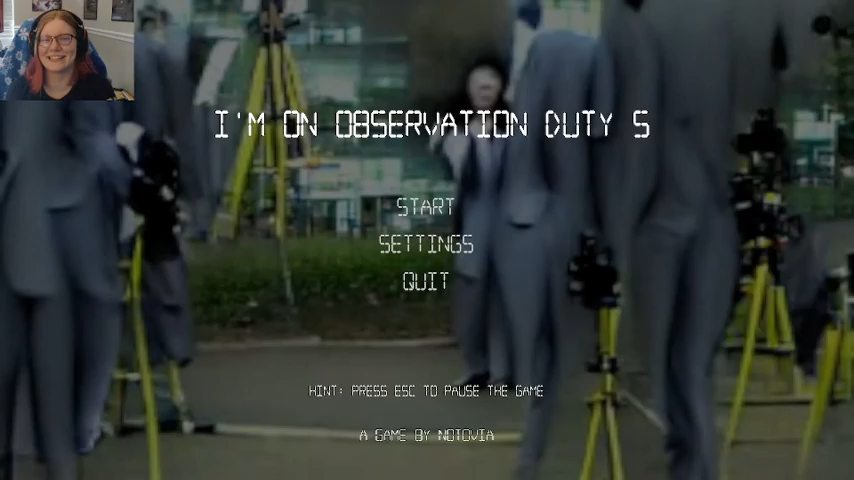 I'M ON OBSERVATION DUTY 5
START
SETTINGS
QUIT
HINT: PRESS ESC TO PAUSE THE GAME
A GAME BY NOTOVIA